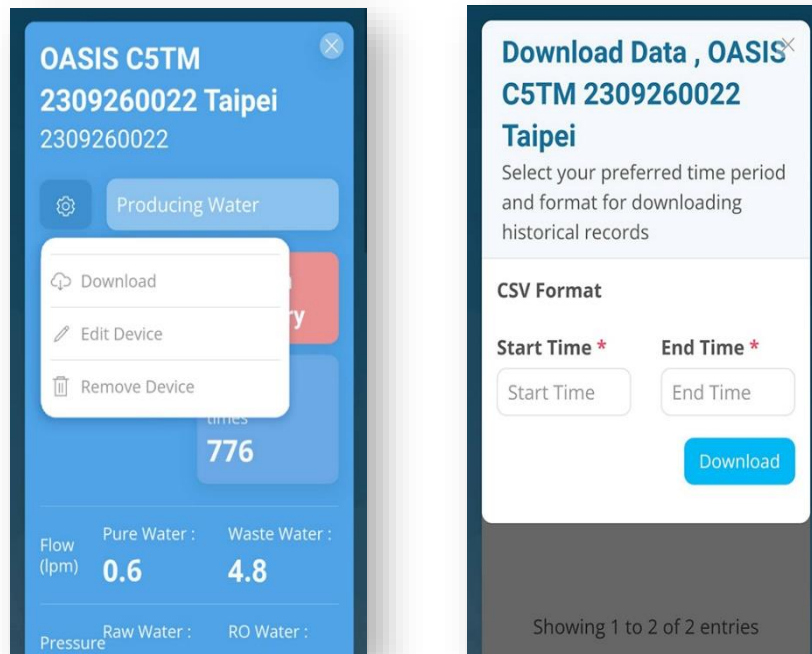 OASIS C5TM
2309260022 Taipei
2309260022
Producing Water
Download
Edit Device
Remove Device
times
776
Flow
(lpm)
Pure Water :
0.6
Waste Water :
4.8
Pressure
Raw Water :
RO Water :
Download Data , OASIS
C5TM 2309260022
Taipei
Select your preferred time period
and format for downloading
historical records
CSV Format
Start Time *
End Time *
Start Time
End Time
Download
Showing 1 to 2 of 2 entries